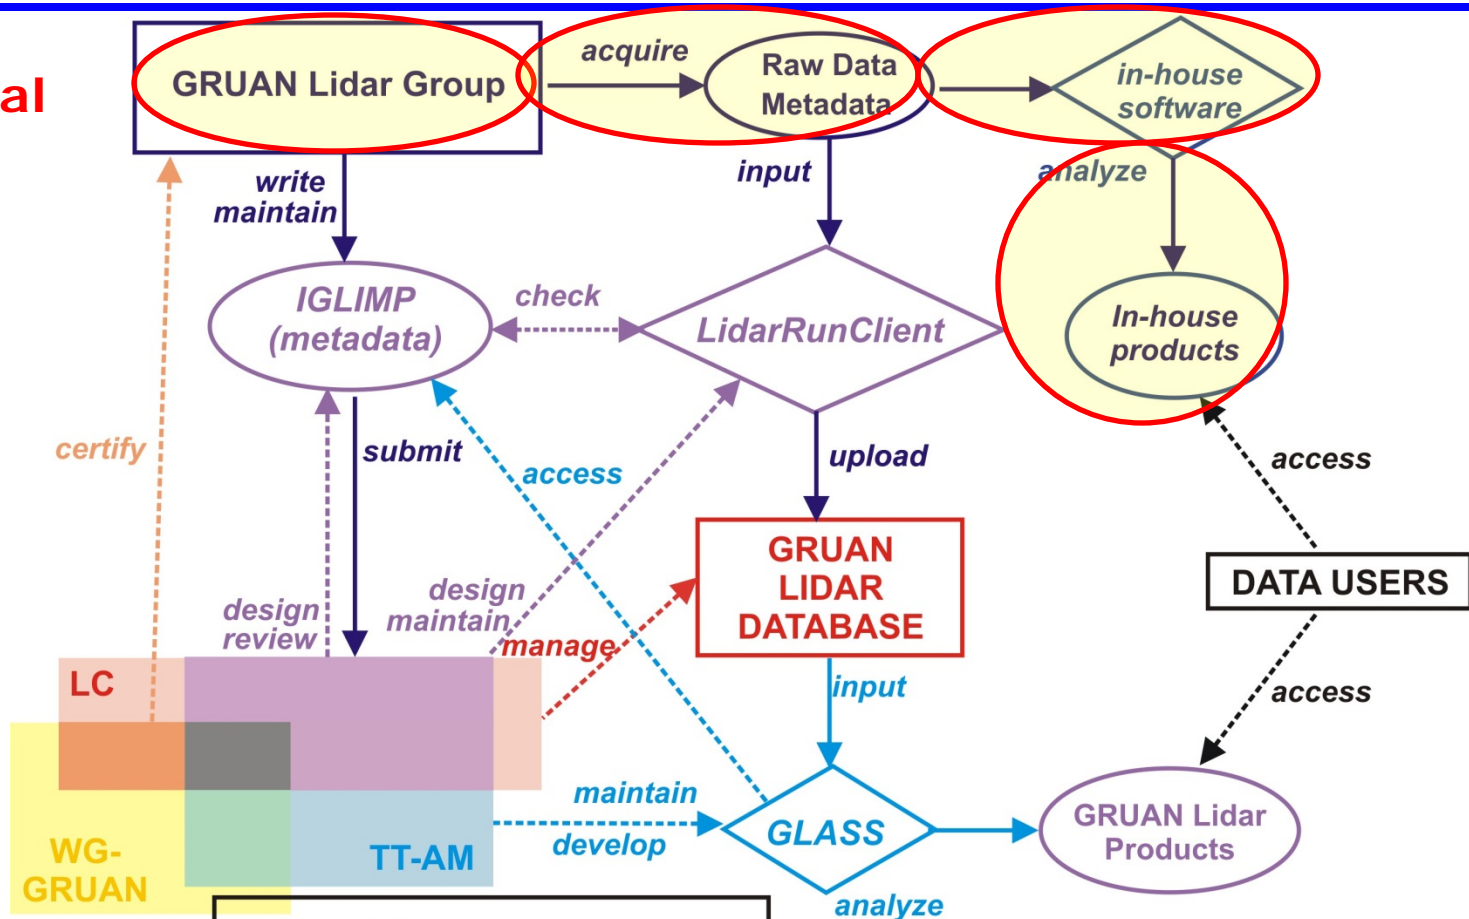 al
GRUAN Lidar Group
acquire
Raw Data
Metadata
in-house
software
write
maintain
input
analyze
IGLIMP
(metadata)
check
LidarRunClient
In-house
products
certify
submit
access
upload
access
GRUAN
LIDAR
DATABASE
DATA USERS
design
review
design
maintain
manage
LC
input
access
maintain
develop
GLASS
GRUAN Lidar
Products
WG-
GRUAN
TT-AM
analyze